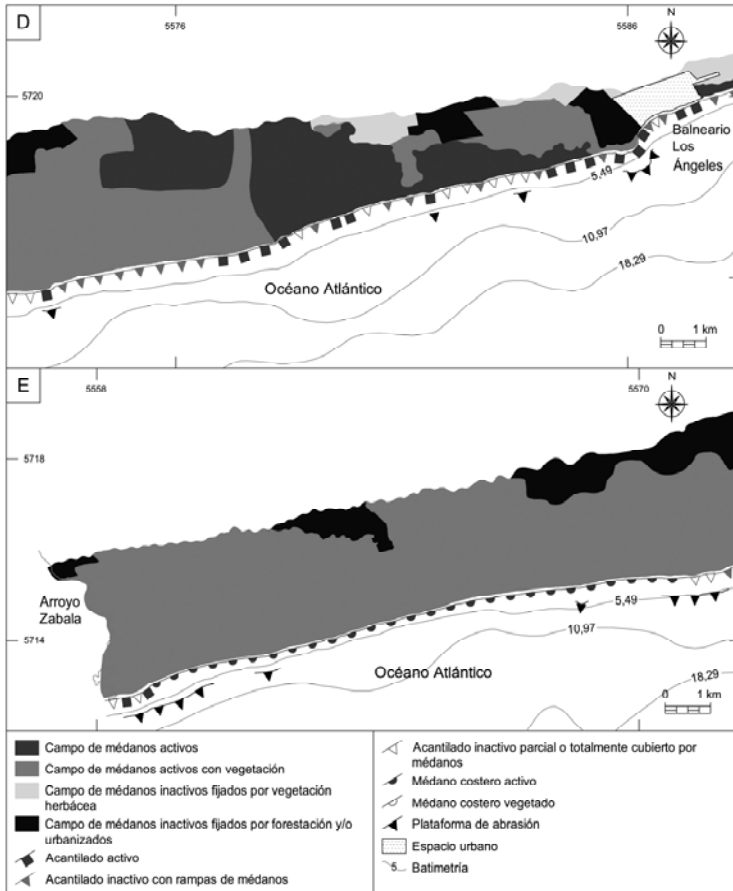 D
5576
5586
N
5720
Balneario
Los
Ángeles
5,49
10,97
18,29
Océano Atlántico
0 1 km
E
5558
5570
N
5718
Arroyo
Zabala
5714
5,49
10,97
18,29
Océano Atlántico
0 1 km
Campo de médanos activos
Campo de médanos activos con vegetación
Campo de médanos inactivos fijados por vegetación
herbácea
Campo de médanos inactivos fijados por forestación y/o
urbanizados
Acantilado activo
Acantilado inactivo con rampas de médanos
Acantilado inactivo parcial o totalmente cubierto por
médanos
Médano costero activo
Médano costero vegetado
Plataforma de abrasión
Espacio urbano
5 Batimetría